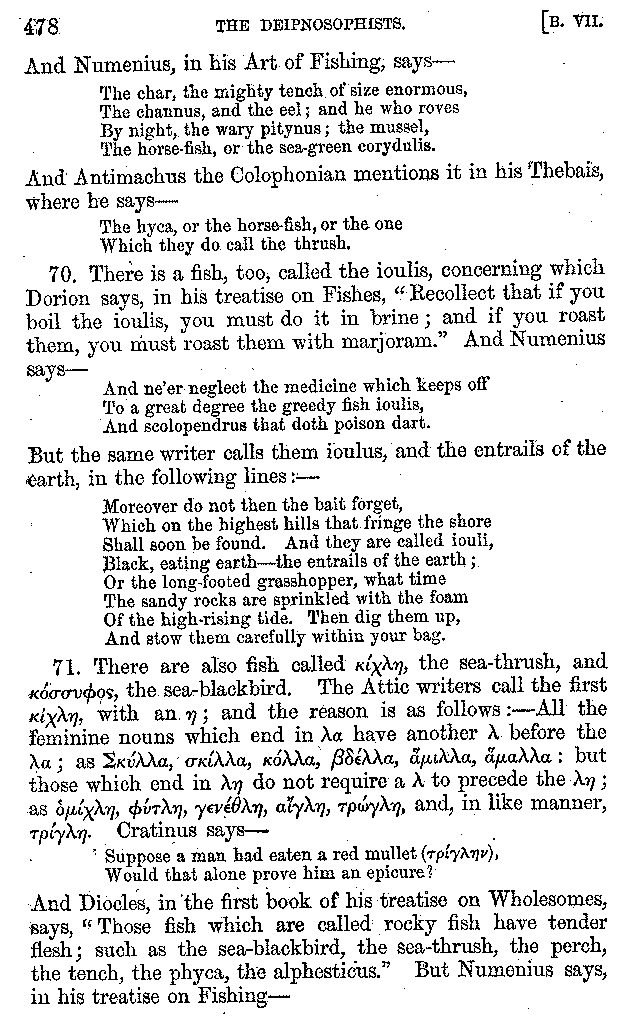 478 THE DEIPNOSOPHISTS. [B. VII.
And Numenius, in his Art of Fishing, says—
The char, the mighty tench of size enormous,
The channus, and the eel; and he who roves
By night, the wary pitynus; the mussel,
The horse-fish, or the sea-green corydulis.
And Antimachus the Colophonian mentions it in his Thebais,
where he says—
The hyca, or the horse-fish, or the one
Which they do call the thrush.
70. There is a fish, too, called the ioulis, concerning which
Dorion says, in his treatise on Fishes, “Recollect that if you
boil the ioulis, you must do it in brine; and if you roast
them, you must roast them with marjoram.” And Numenius
says—
And ne'er neglect the medicine which keeps off
To a great degree the greedy fish ioulis,
And scolopendrus that doth poison dart.
But the same writer calls them ioulus, and the entrails of the
earth, in the following lines:—
Moreover do not then the bait forget,
Which on the highest hills that fringe the shore
Shall soon be found. And they are called iouli,
Black, eating earth—the entrails of the earth;
Or the long-footed grasshopper, what time
The sandy rocks are sprinkled with the foam
Of the high-rising tide. Then dig them up,
And stow them carefully within your bag.
71. There are also fish called κίχλη, the sea-thrush, and
κόσσυφος, the sea-blackbird. The Attic writers call the first
κίχλη, with an η; and the reason is as follows:—All the
feminine nouns which end in λα have another λ before the
λα; as Σκύλλα, σκίλλα, κόλλα, βδέλλα, ἅμιλλα, ἅμαλλα: but
those which end in λη do not require a λ to precede the λη;
as ὁμίχλη, φύτλη, γενέθλη, αἴγλη, τρώγλη, and, in like manner,
τρίγλη. Cratinus says—
Suppose a man had eaten a red mullet (τρίγλην),
Would that alone prove him an epicure?
And Diocles, in the first book of his treatise on Wholesomes,
says, “Those fish which are called rocky fish have tender
flesh; such as the sea-blackbird, the sea-thrush, the perch,
the tench, the phyca, the alphesticus.” But Numenius says,
in his treatise on Fishing—